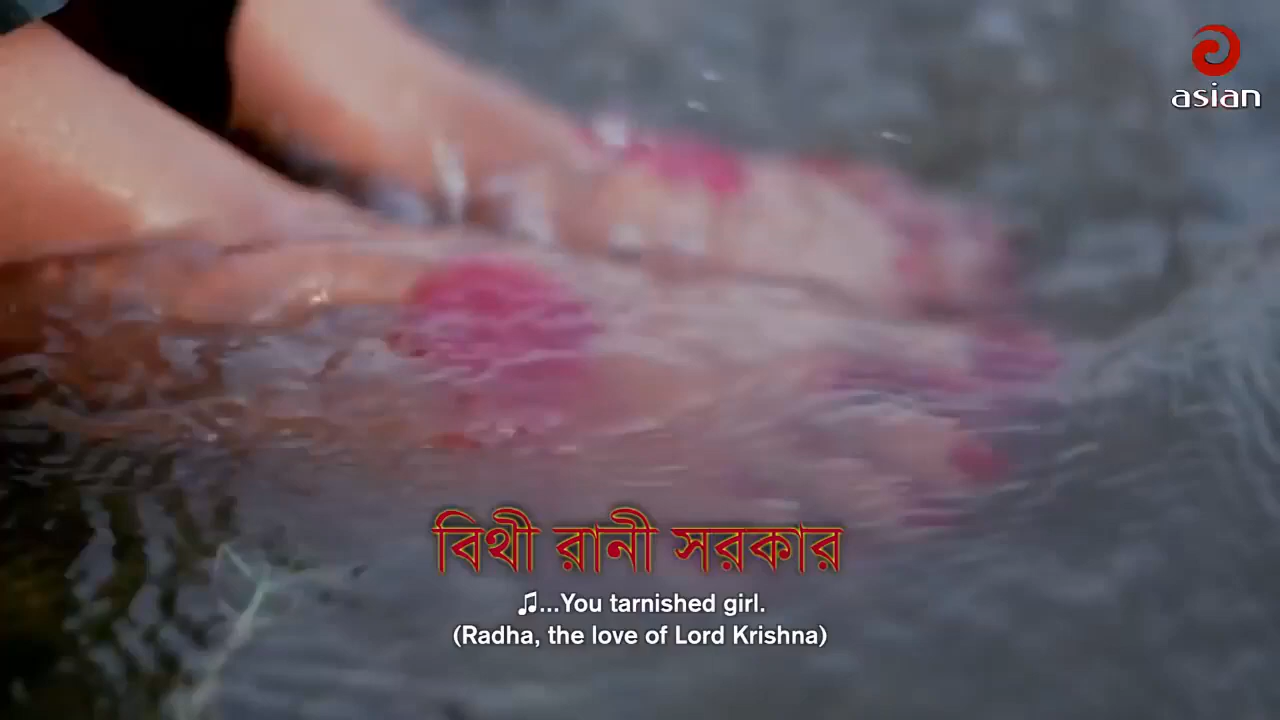 asian
বিথী রানী সরকার
♫...You tarnished girl.
(Radha, the love of Lord Krishna)